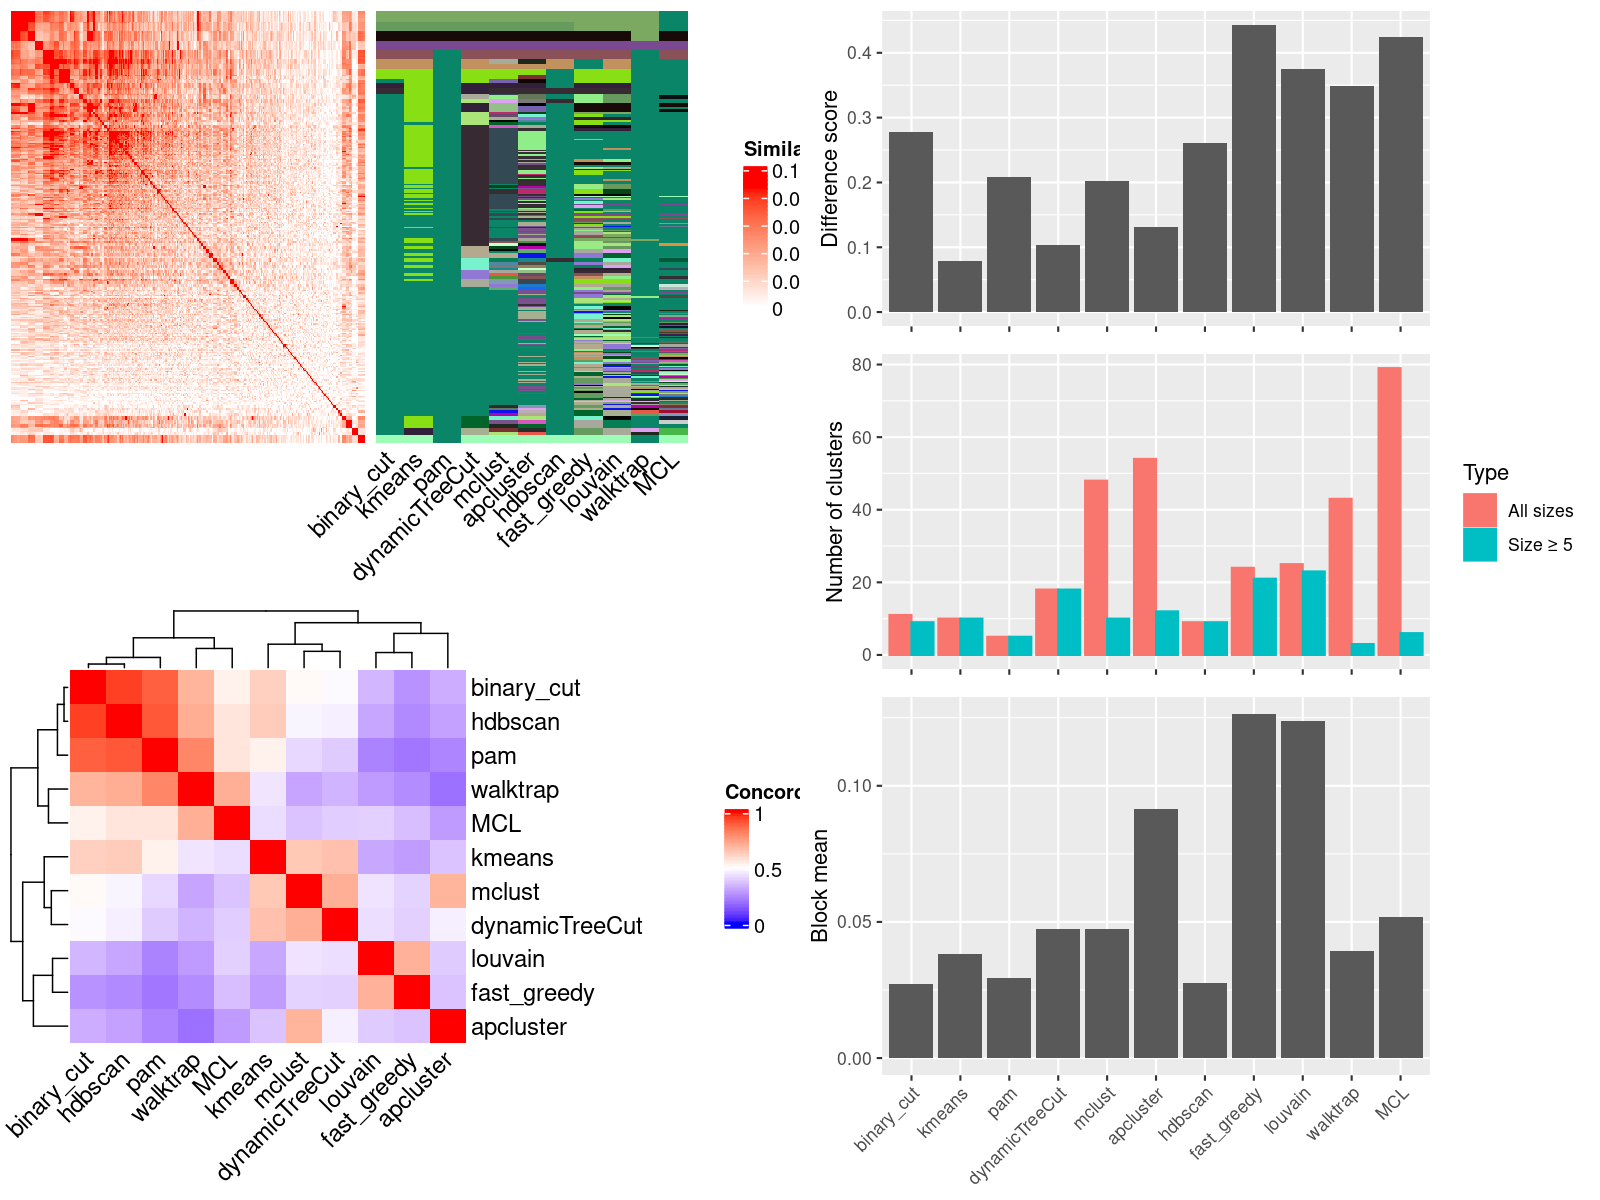 Simila
0.1
0.0
0.0
0.0
0.0
0
binary_cut
kmeans
pam
dynamicTreeCut
mclust
apcluster
hdbscan
fast_greedy
louvain
walktrap
MCL
binary_cut
hdbscan
pam
walktrap
MCL
kmeans
mclust
dynamicTreeCut
louvain
fast_greedy
apcluster
binary_cut
hdbscan
pam
walktrap
MCL
kmeans
mclust
dynamicTreeCut
louvain
fast_greedy
apcluster
Concord
1
0.5
0
Difference score
0.4
0.3
0.2
0.1
0.0
Number of clusters
80
60
40
20
0
Type
All sizes
Size ≥ 5
Block mean
0.10
0.05
0.00
binary_cut
kmeans
pam
dynamicTreeCut
mclust
apcluster
hdbscan
fast_greedy
louvain
walktrap
MCL